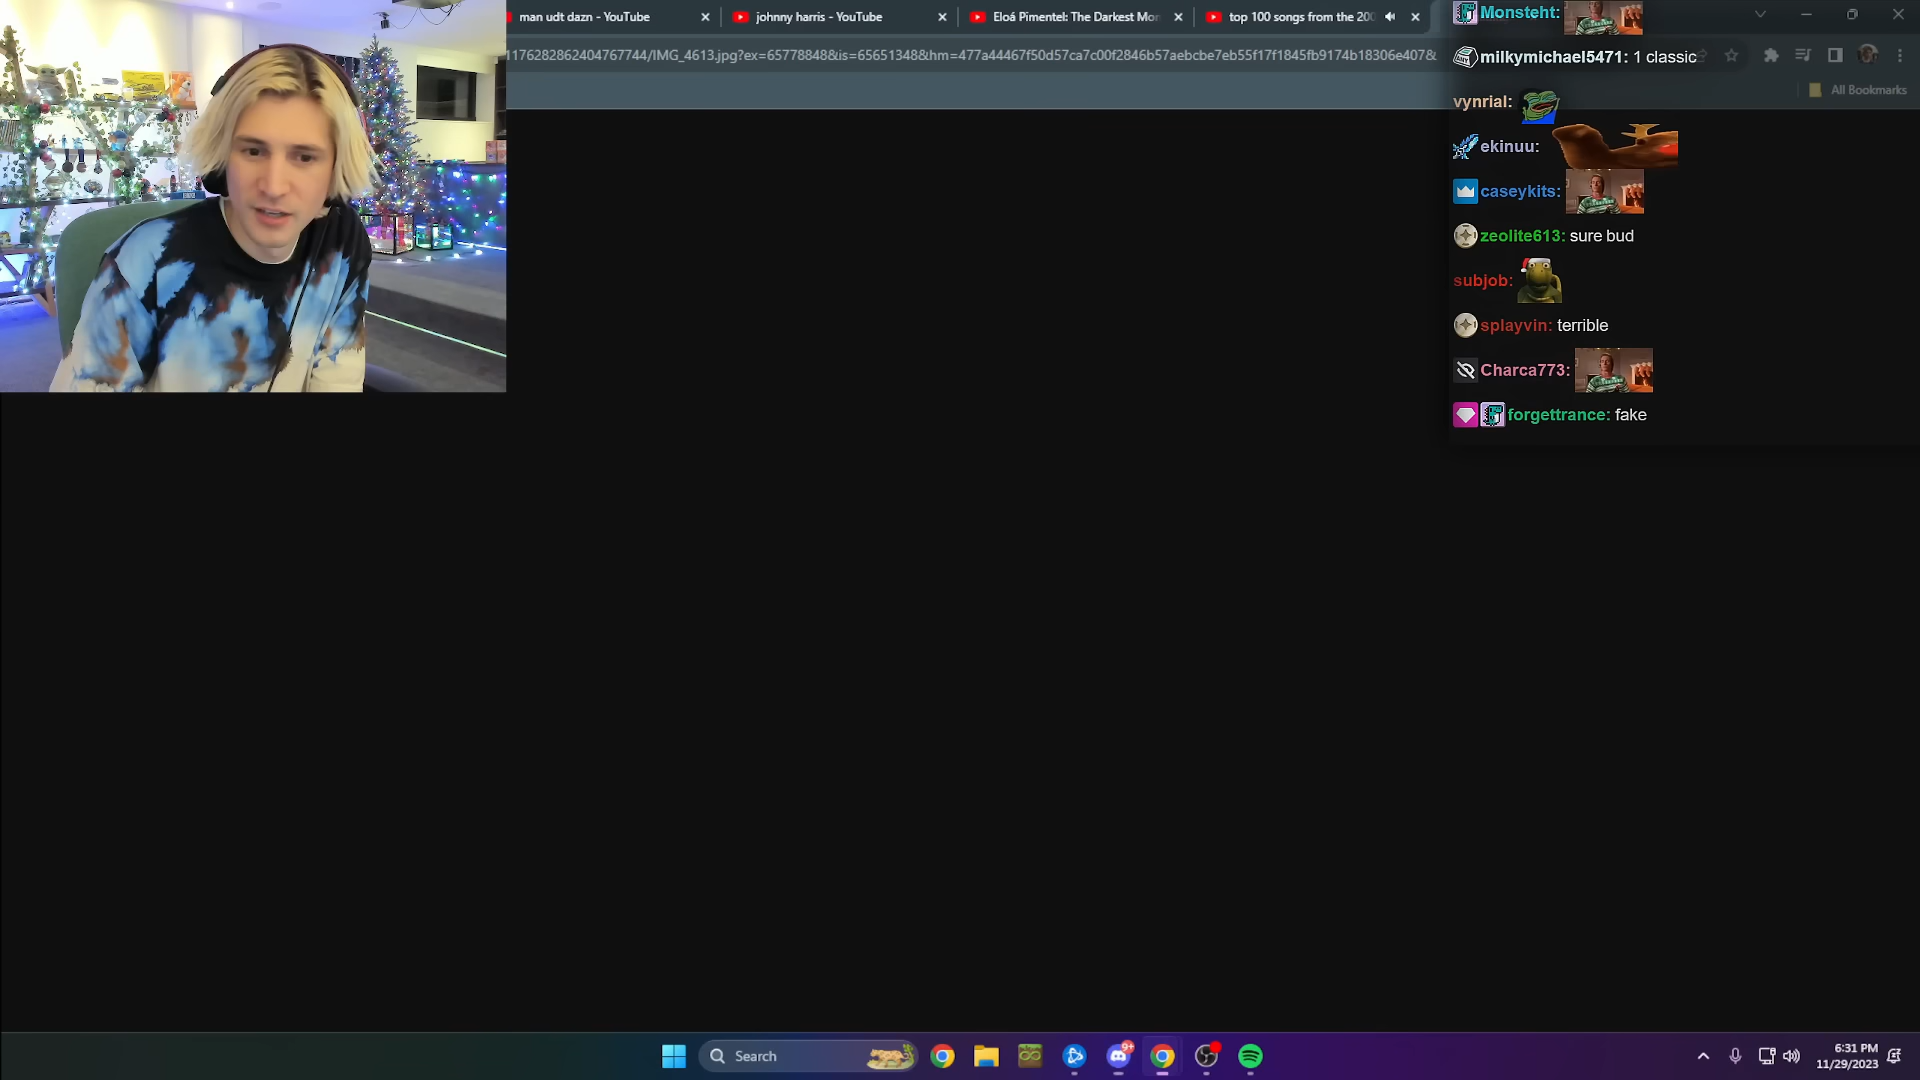 man udt dazn - YouTube
johnny harris - YouTube
Eloá Pimentel: The Darkest Mor
top 100 songs from the 200
1176282862404767744/IMG_4613.jpg?ex=65778848&is=65651348&hm=477a44467f50d57ca7c00f2846b57aebcbe7eb55f17f1845fb9174b18306e407&
All Bookmarks
Monsteht:
milkymichael5471: 1 classic
vynrial:
ekinuu:
caseykits:
zeolite613: sure bud
subjob:
splayvin: terrible
Charca773:
forgettrance: fake
Search
9+
6:31 PM
11/29/2023